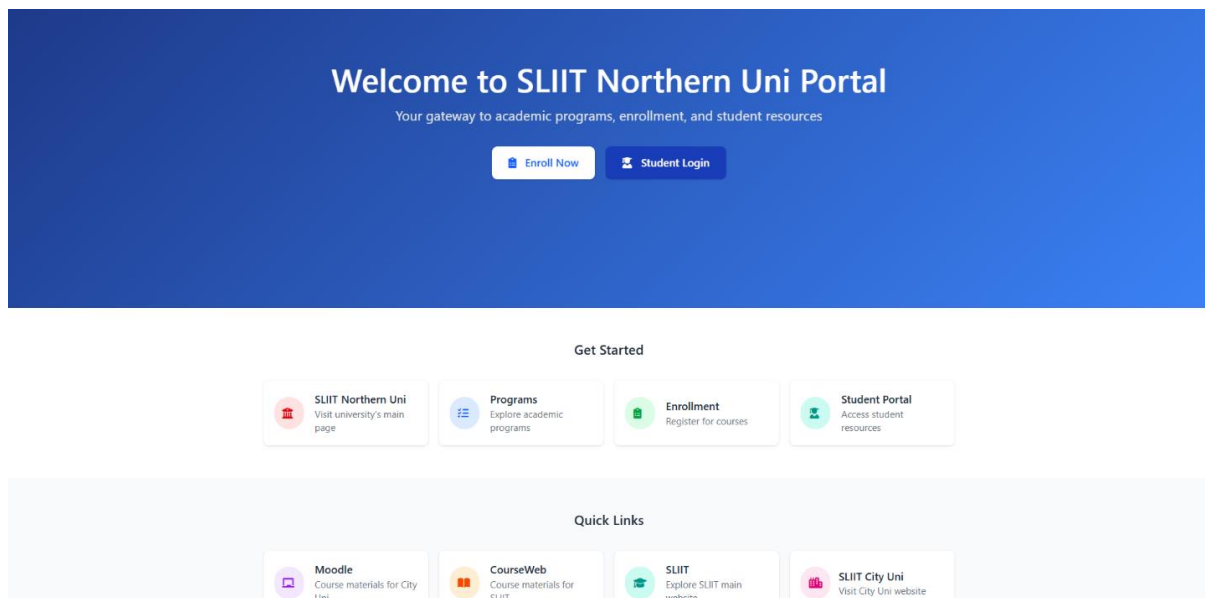 Welcome to SLIIT Northern Uni Portal
Your gateway to academic programs, enrollment, and student resources
Enroll Now
Student Login
Get Started
SLIIT Northern Uni
Visit university's main
page
Programs
Explore academic
programs
Enrollment
Register for courses
Student Portal
Access student
resources
Quick Links
Moodle
Course materials for City
Uni
CourseWeb
Course materials for
SLIIT
SLIIT
Explore SLIIT main
website
SLIIT City Uni
Visit City Uni website